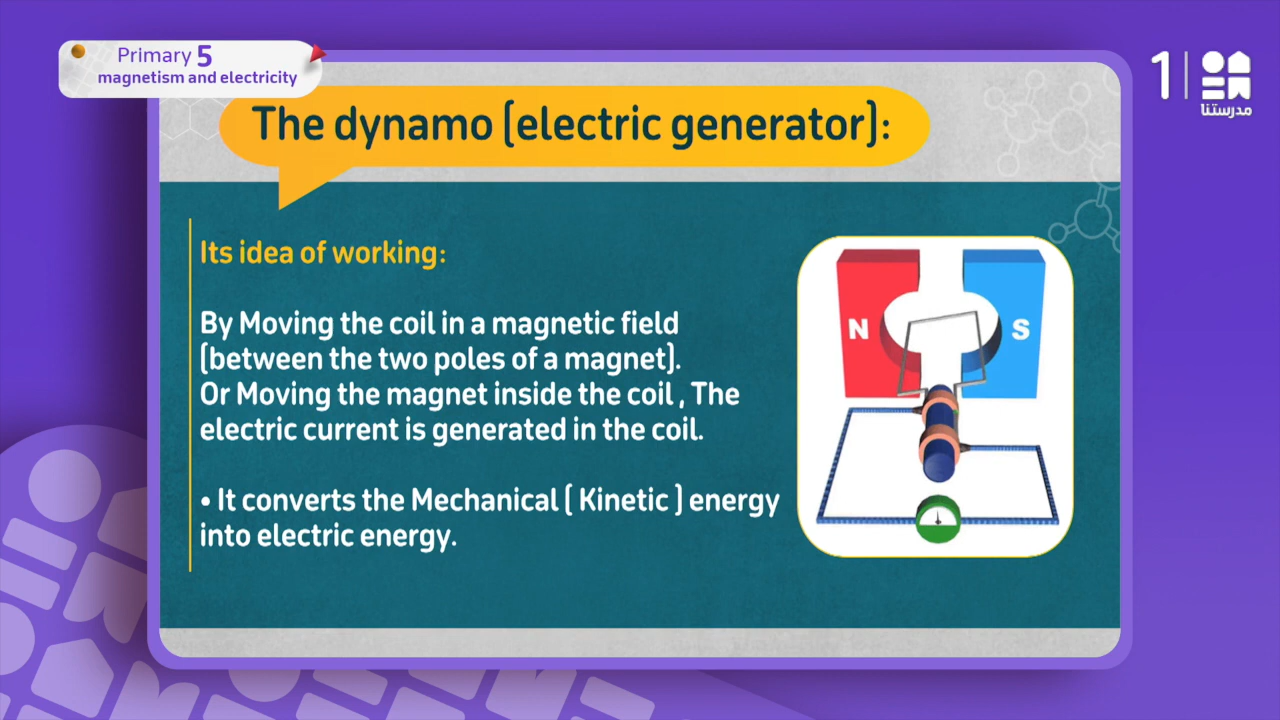 Primary 5
magnetism and electricity
1
مدرستنا
The dynamo [electric generator]:
Its idea of working:
By Moving the coil in a magnetic field
[between the two poles of a magnet].
Or Moving the magnet inside the coil , The
electric current is generated in the coil.
• It converts the Mechanical [ Kinetic ] energy
into electric energy.
N S